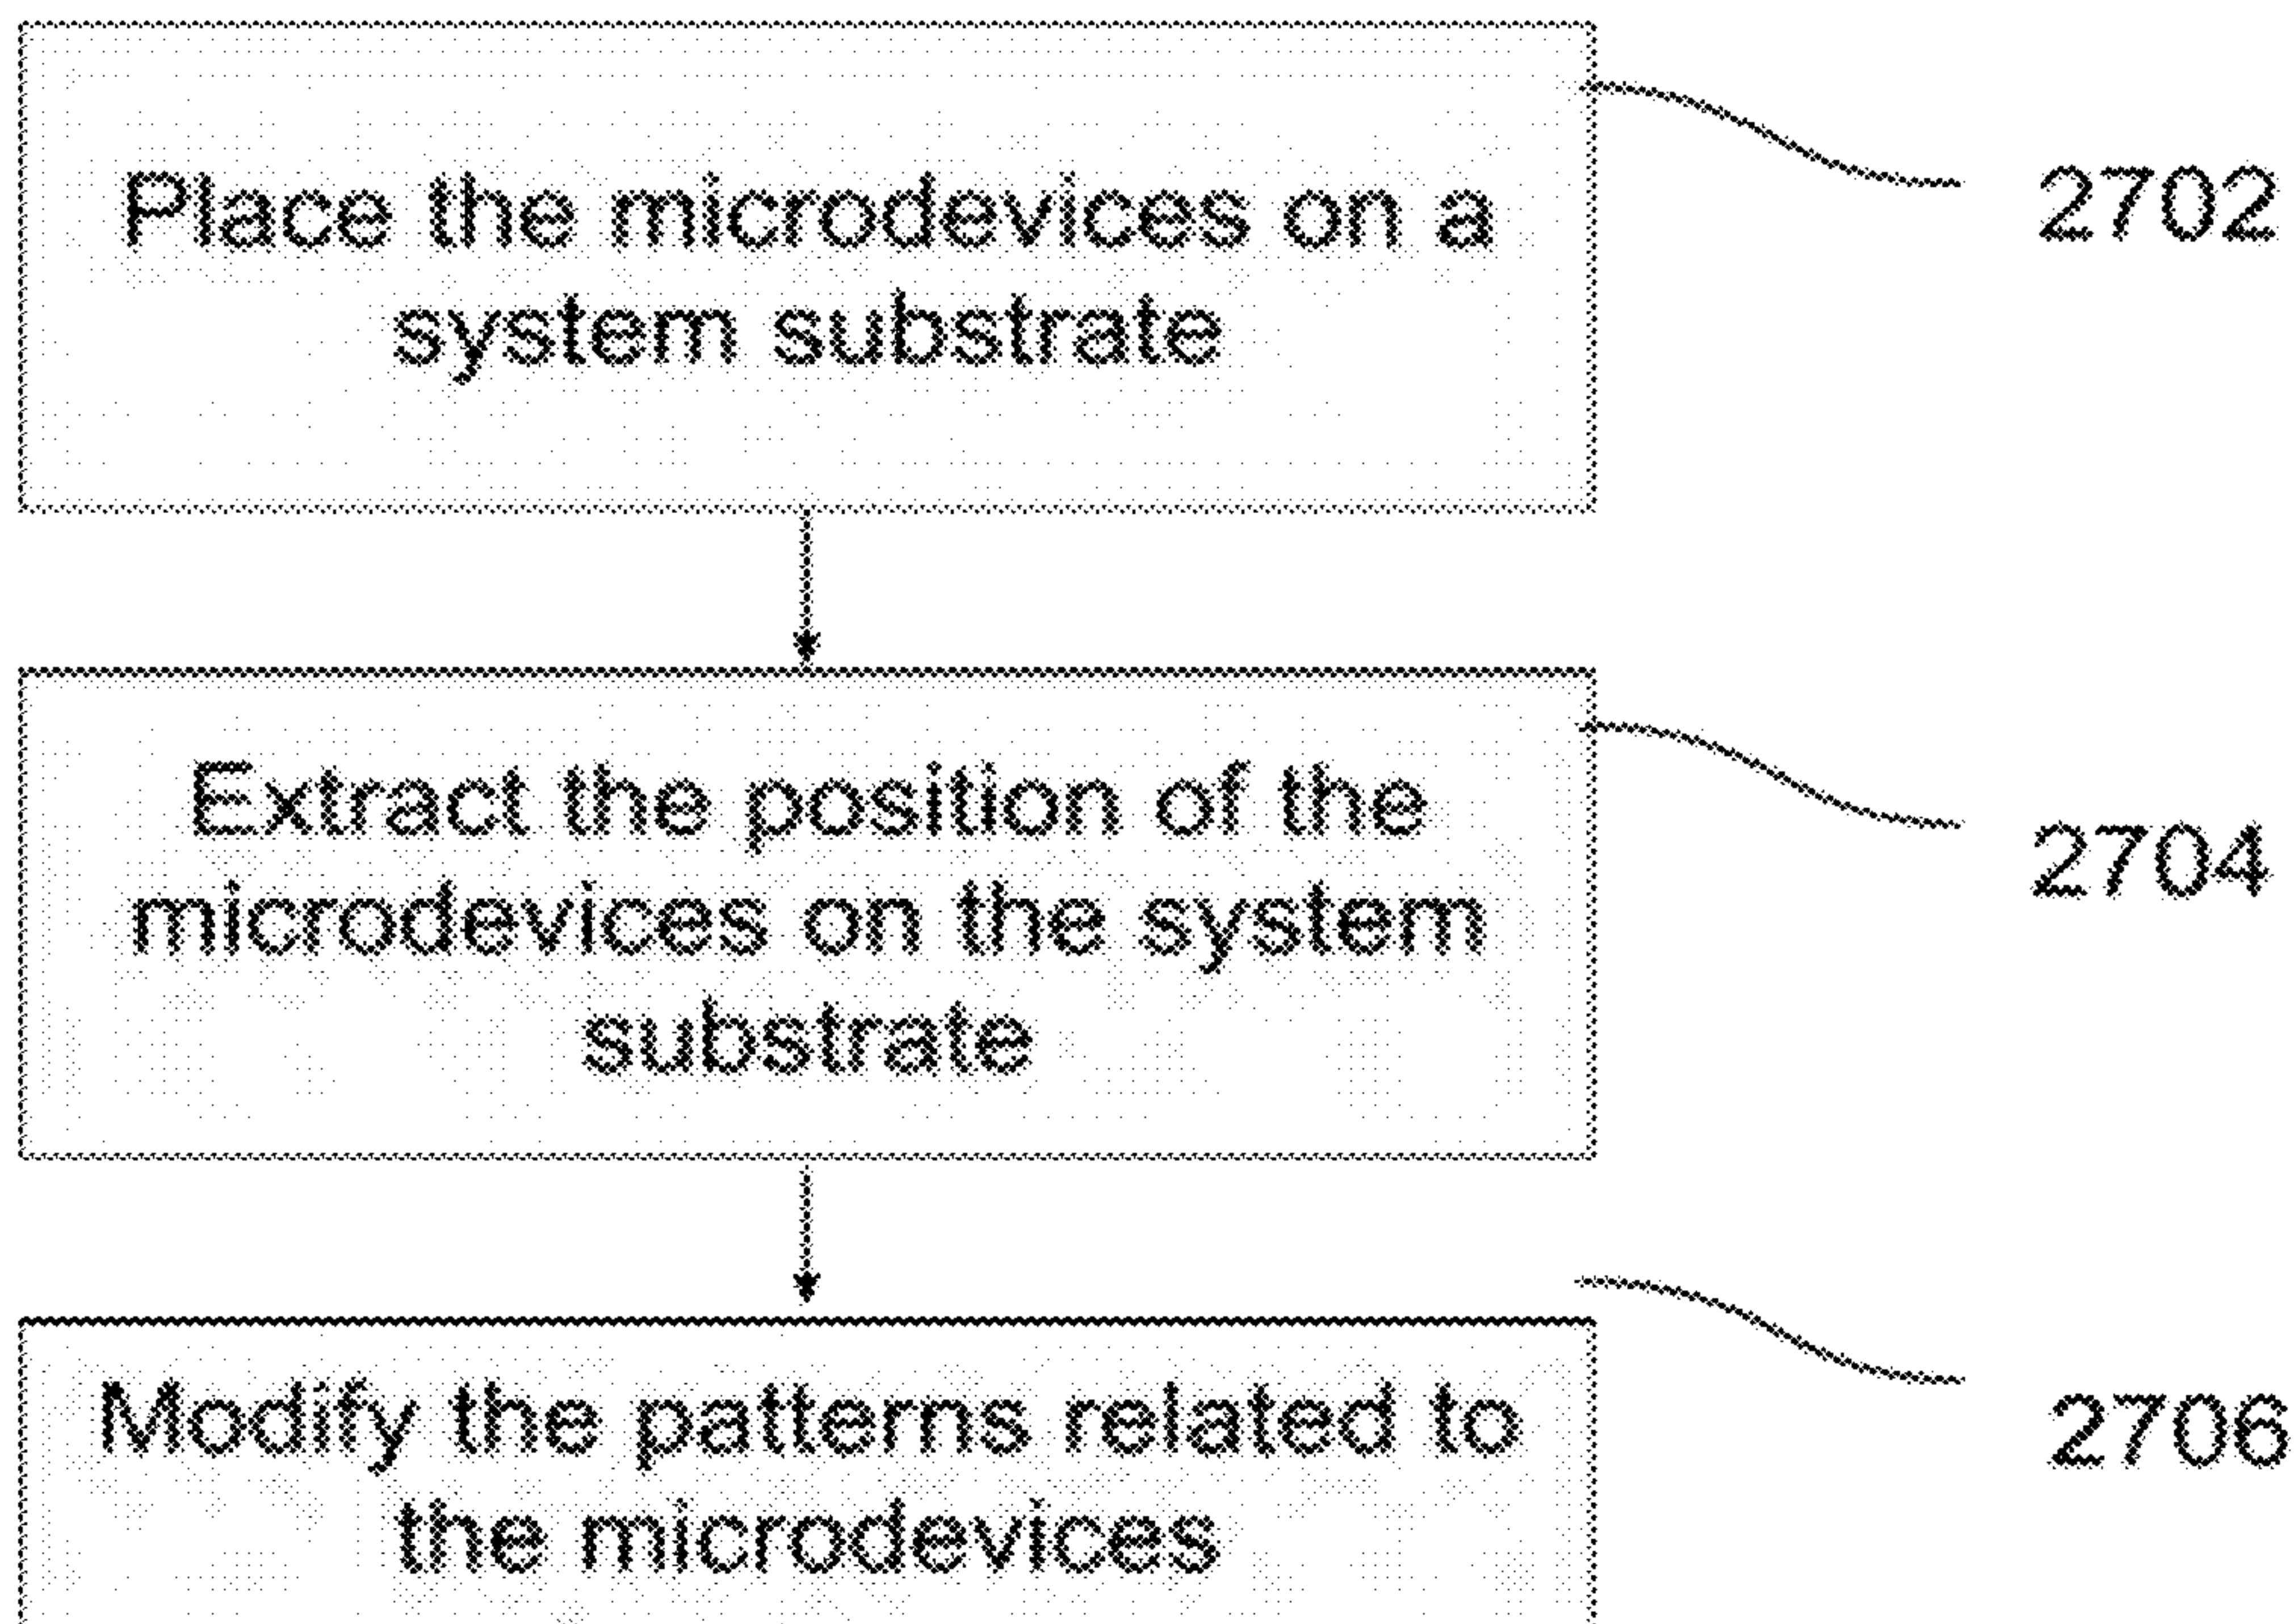 Place the microdevices on a
system substrate
2702
Extract the position of the
microdevices on the system
substrate
2704
Modify the patterns related to
the microdevices
2706